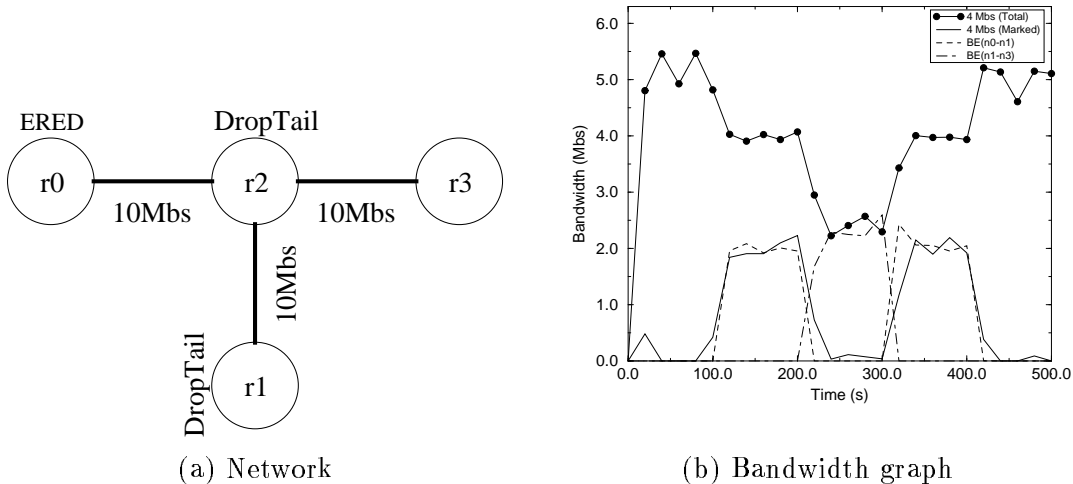 ERED
DropTail
r0
r2
r3
10Mbs
10Mbs
10Mbs
DropTail
r1
(a) Network
6.0
5.0
4.0
3.0
2.0
1.0
0.0
Bandwidth (Mbs)
4 Mbs (Total)
4 Mbs (Marked)
BE(n0-n1)
BE(n1-n3)
0.0
100.0
200.0
300.0
400.0
500.0
Time (s)
(b) Bandwidth graph